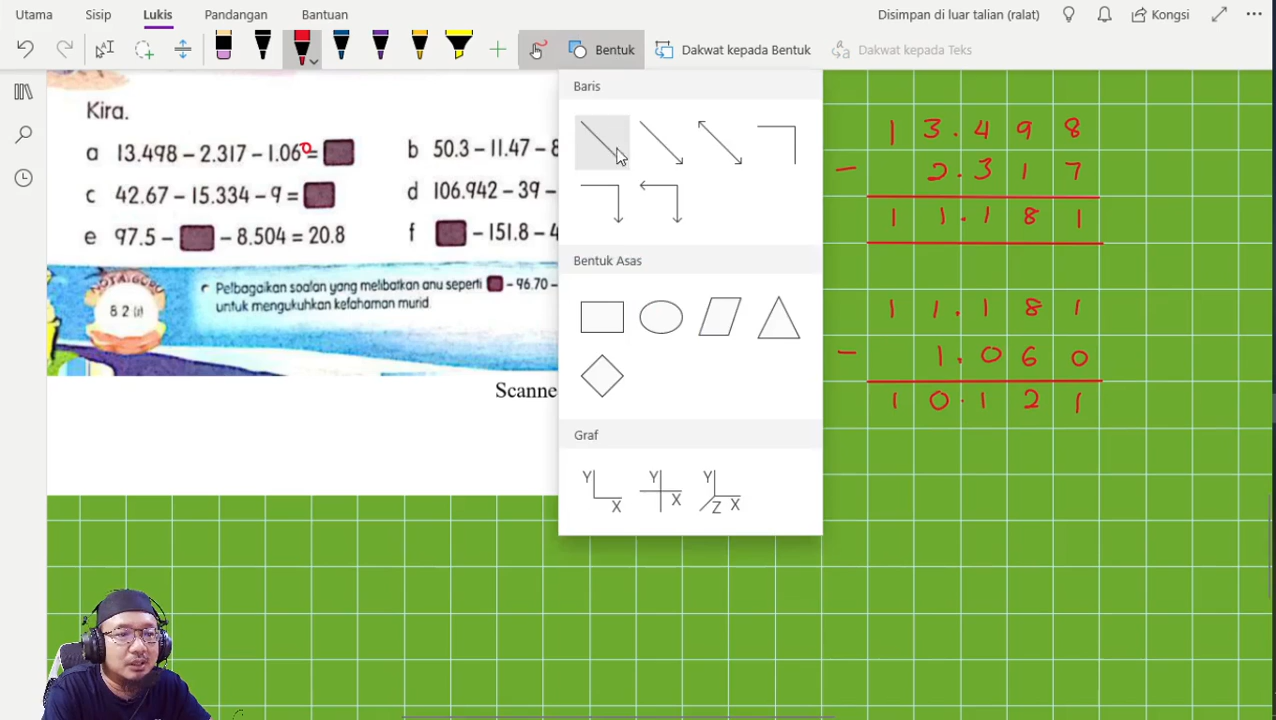 Utama Sisip Lukis Pandangan Bantuan Disimpan di luar talian (ralat) Kongsi
Bentuk Dakwat kepada Bentuk Dakwat kepada Teks
Baris
Bentuk Asas
Graf
Y X Y X Y Z X
Kira.
a 13.498 – 2.317 – 1.060 =
b 50.3 – 11.47 – 8
c 42.67 – 15.334 – 9 =
d 106.942 – 39 –
e 97.5 – – 8.504 = 20.8
f – 151.8 – 4
NOTA GURU
8.2 (i)
Pelbagaikan soalan yang melibatkan anu seperti – 96.70 –
untuk mengukuhkan kefahaman murid.
Scanne
1 3 . 4 9 8
– 2 . 3 1 7
1 1 . 1 8 1
1 1 . 1 8 1
– 1 . 0 6 0
1 0 . 1 2 1